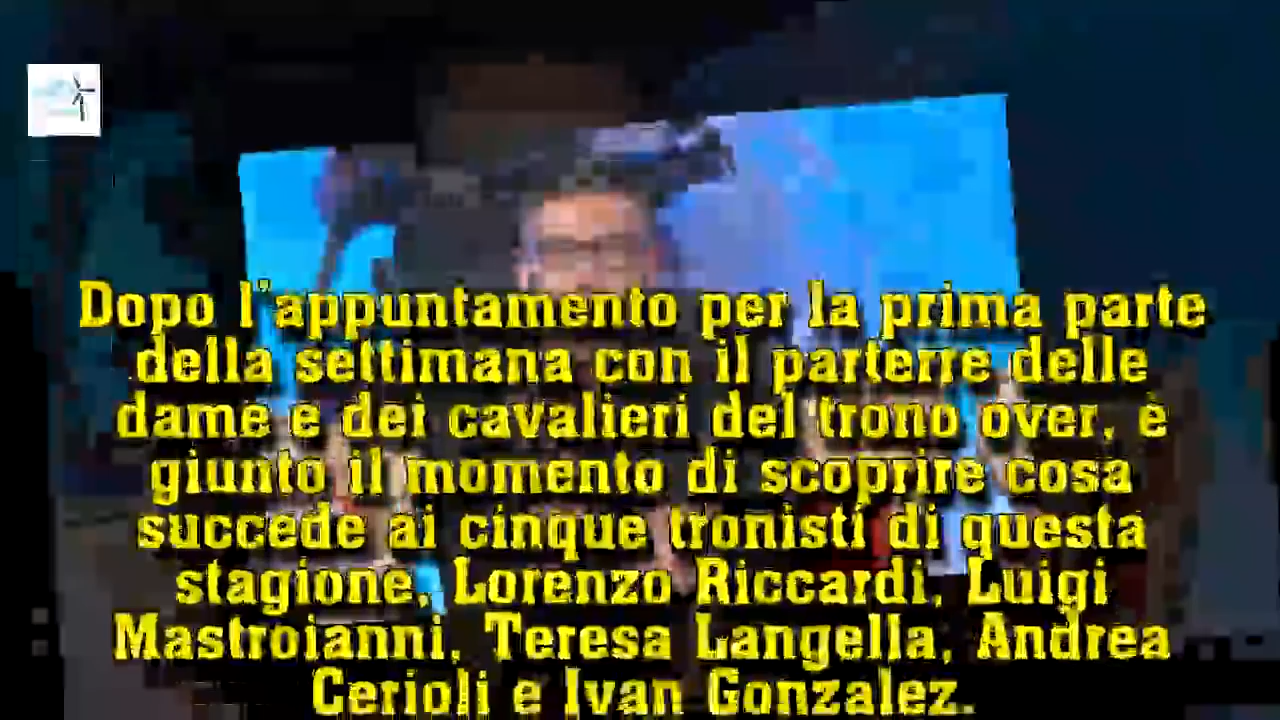 Dopo l'appuntamento per la prima parte
della settimana con il parterre delle
dame e dei cavalieri del trono over, è
giunto il momento di scoprire cosa
succede ai cinque tronisti di questa
stagione, Lorenzo Riccardi, Luigi
Mastroianni, Teresa Langella, Andrea
Cerioli e Ivan Gonzalez.